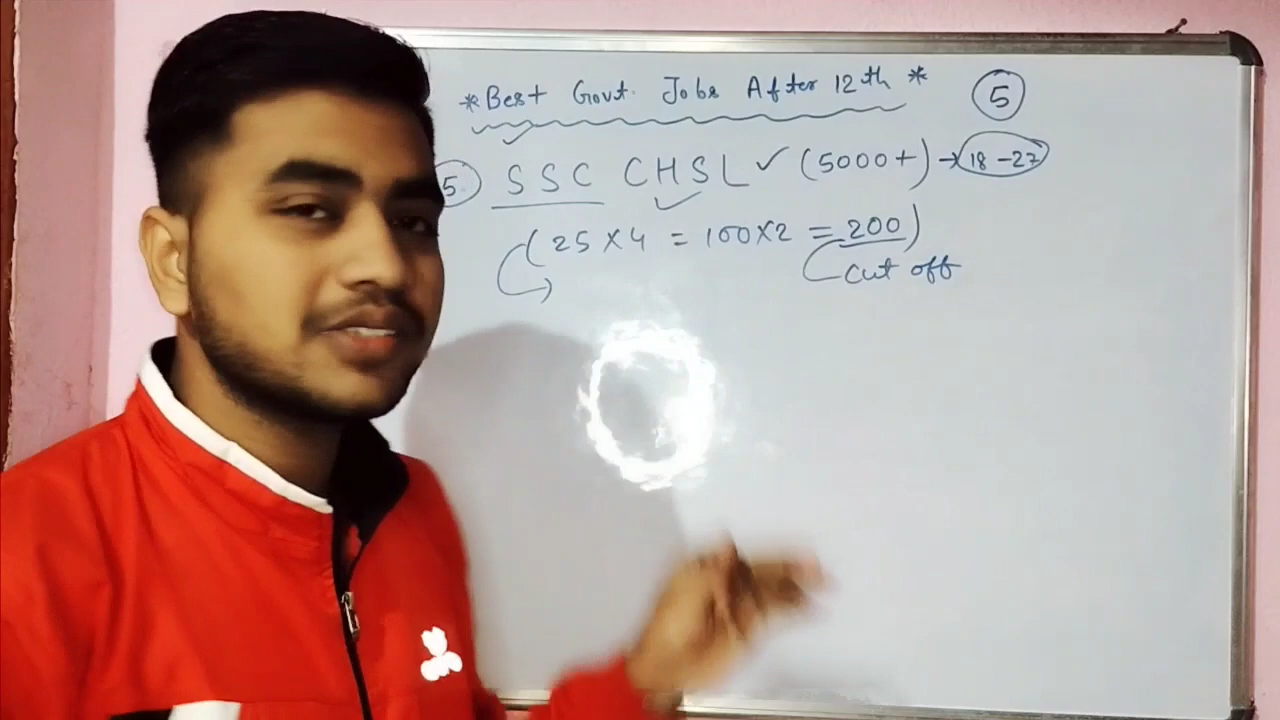 *Best Govt. Jobs After 12th * 5
5. SSC CHSL ✓ (5000+) → 18-27
(25 x 4 = 100 x 2 = 200)
cut off